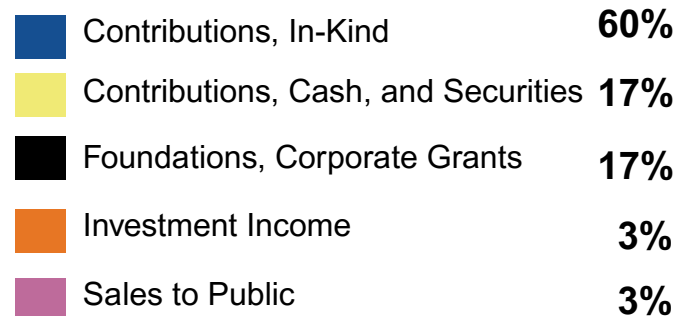 Contributions, In-Kind 60%
Contributions, Cash, and Securities 17%
Foundations, Corporate Grants 17%
Investment Income 3%
Sales to Public 3%